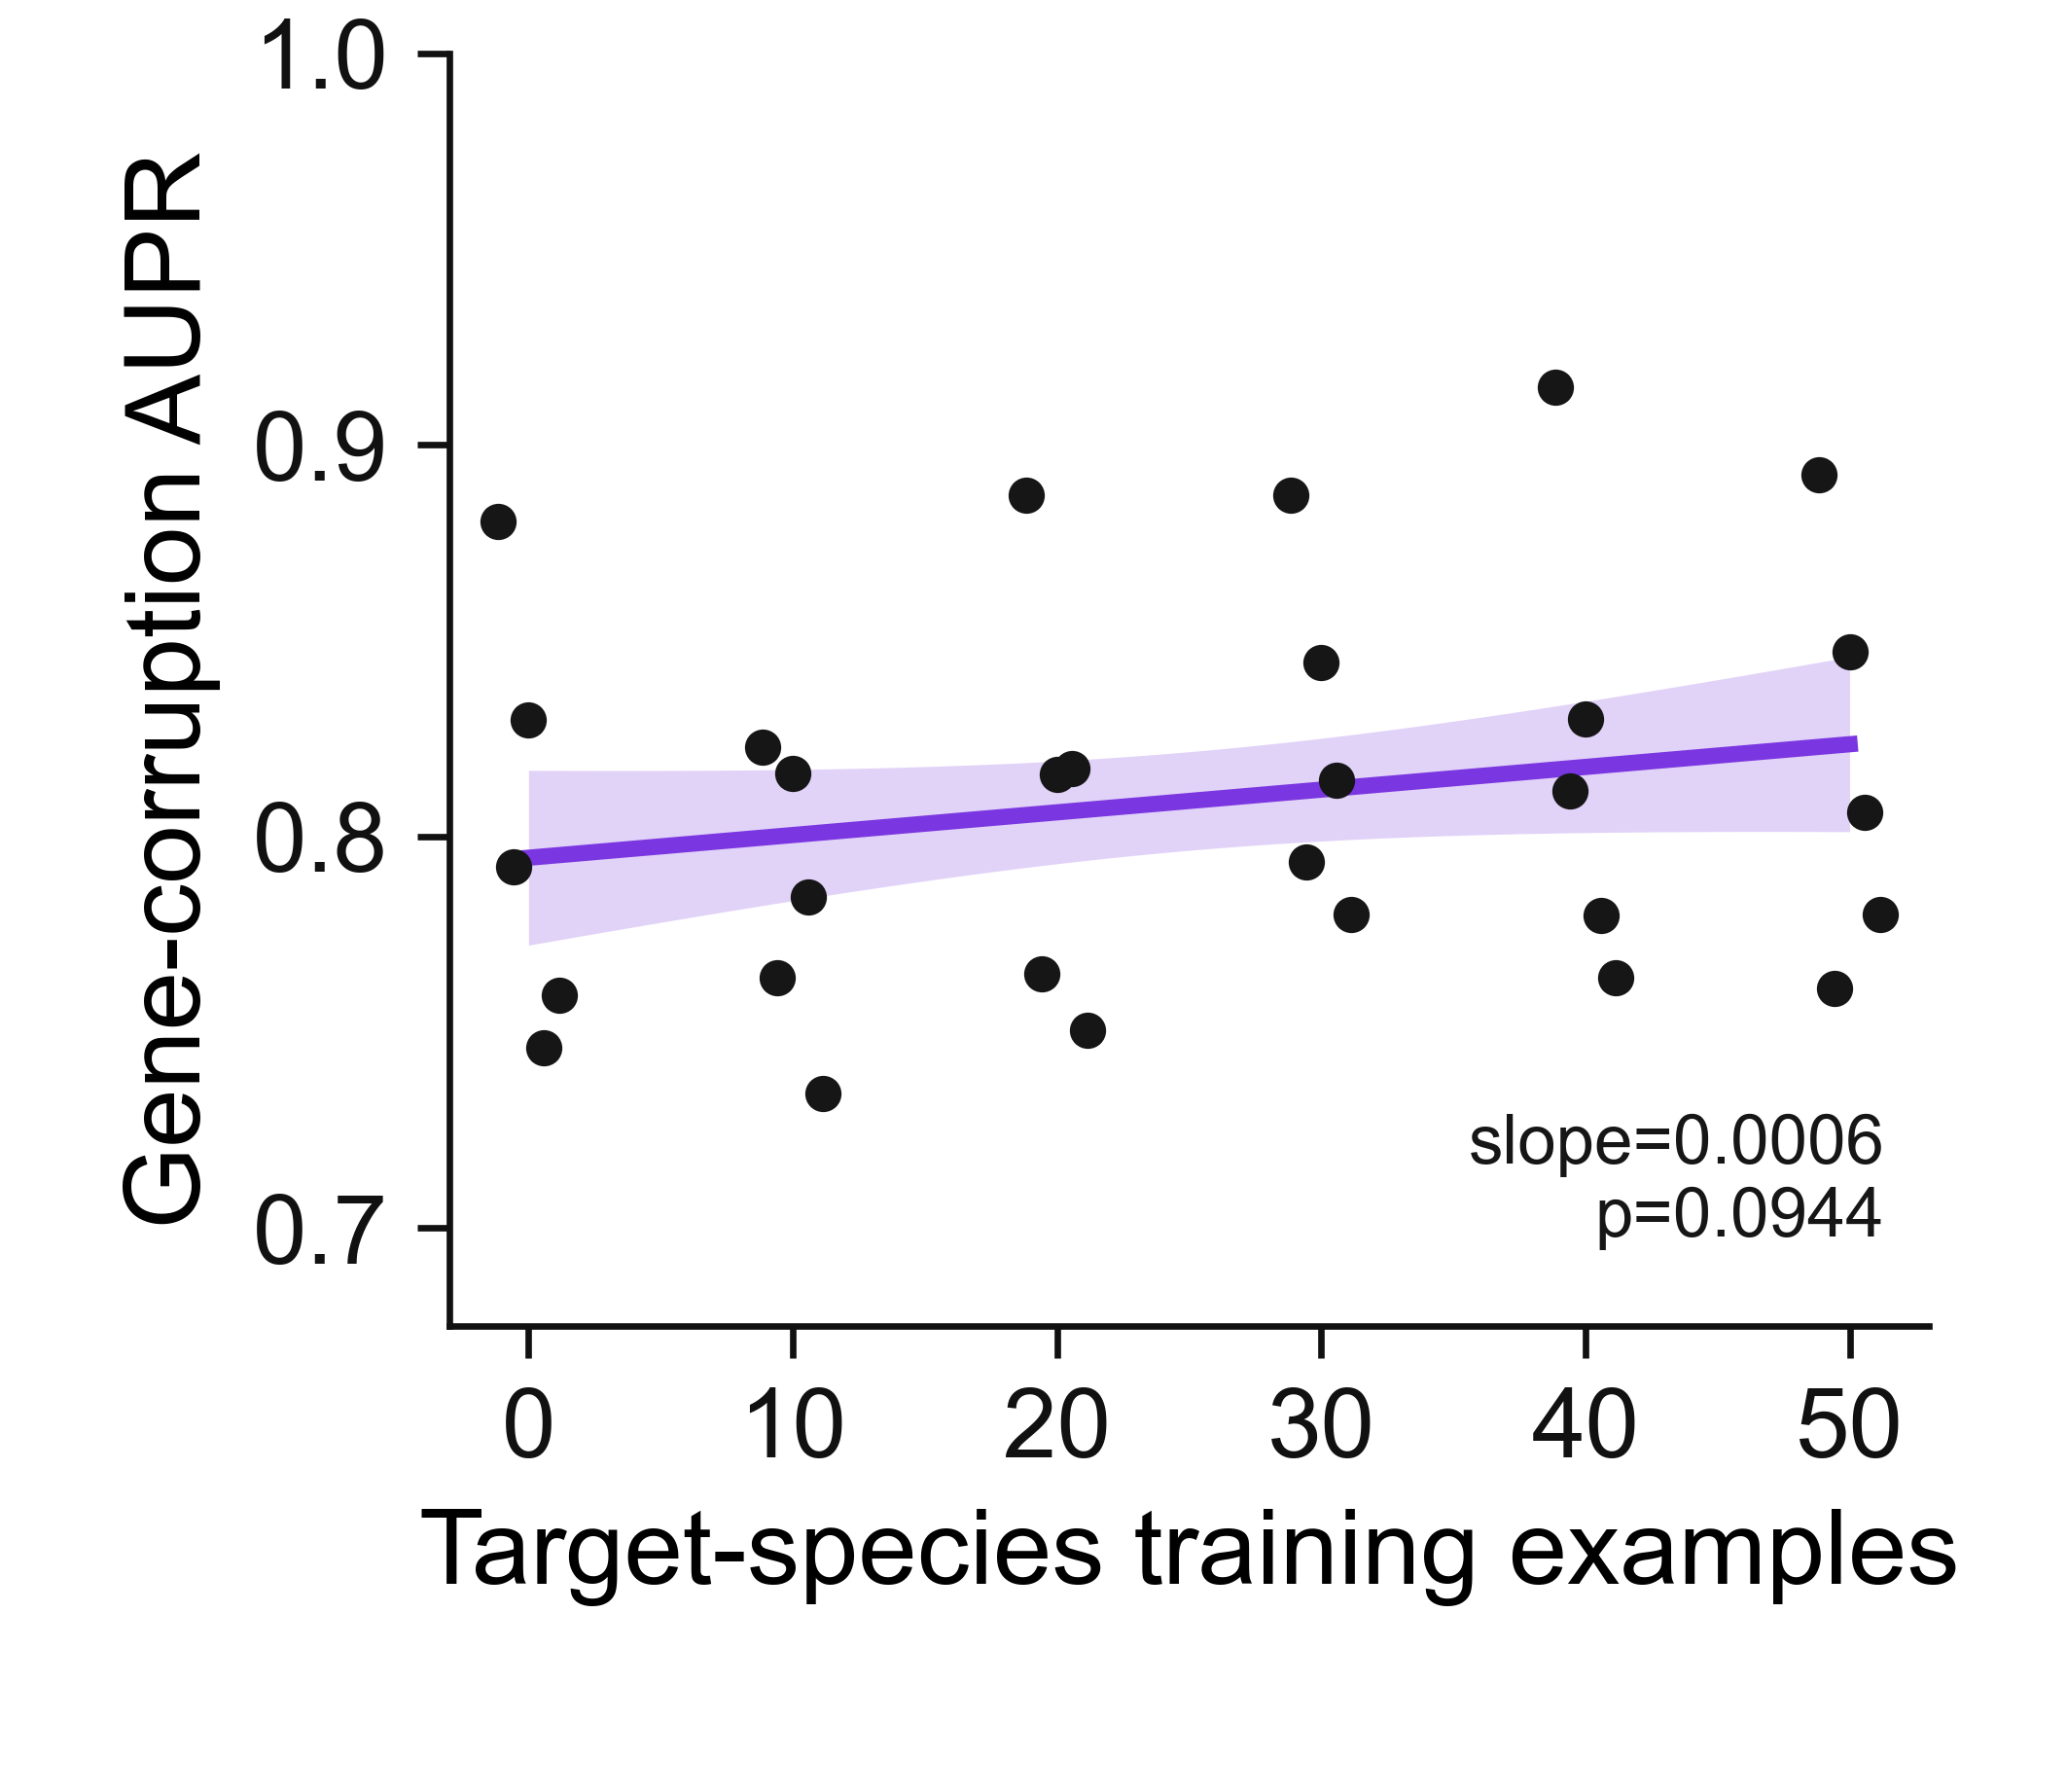 Gene-corruption AUPR
1.0
0.9
0.8
0.7
slope=0.0006
p=0.0944
0 10 20 30 40 50
Target-species training examples